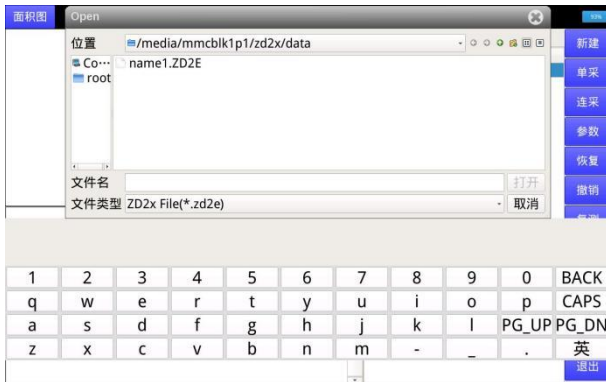 面积图 Open 93%
位置 /media/mmcblk1p1/zd2x/data 新建
Co… name1.ZD2E 单采
root
连采
参数
恢复
文件名 打开 撤销
文件类型 ZD2x File(*.zd2e) 取消
1 2 3 4 5 6 7 8 9 0 BACK
q w e r t y u i o p CAPS
a s d f g h j k l PG_UP PG_DN
z x c v b n m - _ . 英
退出